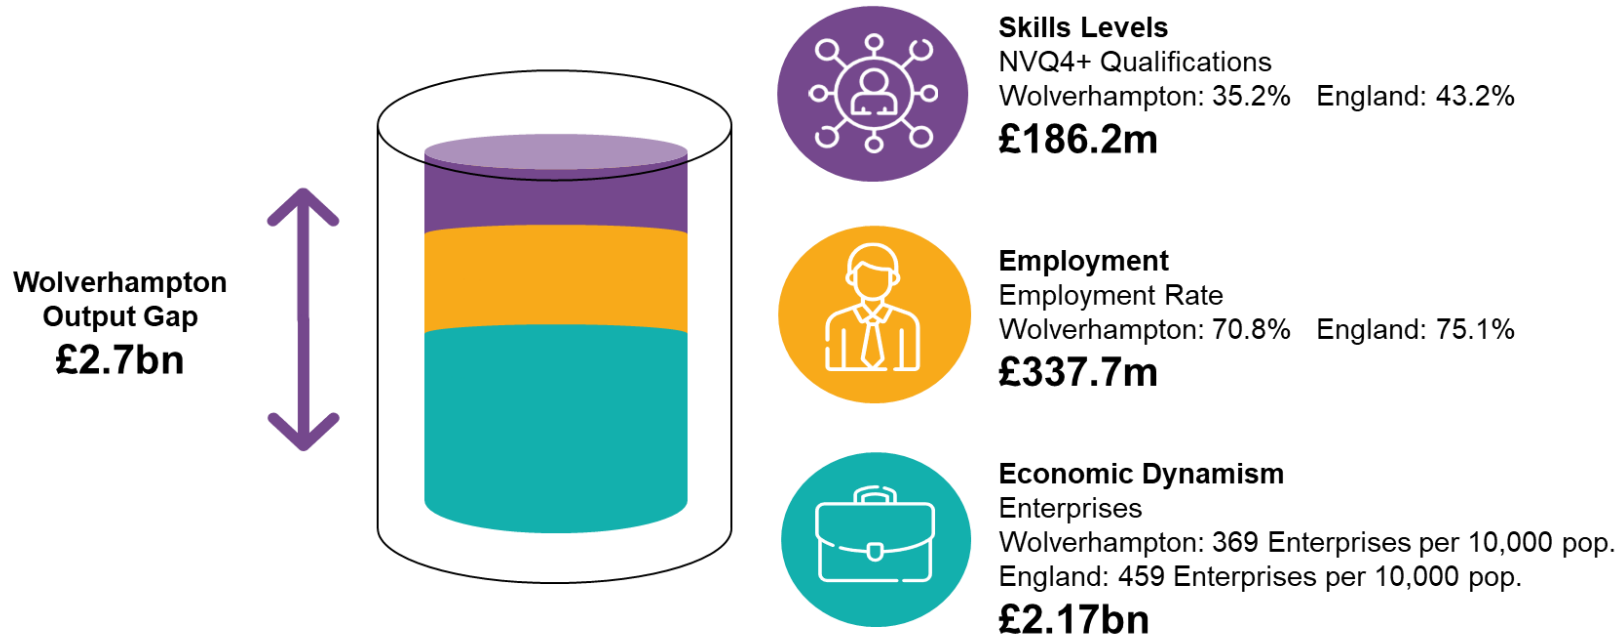 Wolverhampton
Output Gap
£2.7bn
Skills Levels
NVQ4+ Qualifications
Wolverhampton: 35.2% England: 43.2%
£186.2m
Employment
Employment Rate
Wolverhampton: 70.8% England: 75.1%
£337.7m
Economic Dynamism
Enterprises
Wolverhampton: 369 Enterprises per 10,000 pop.
England: 459 Enterprises per 10,000 pop.
£2.17bn